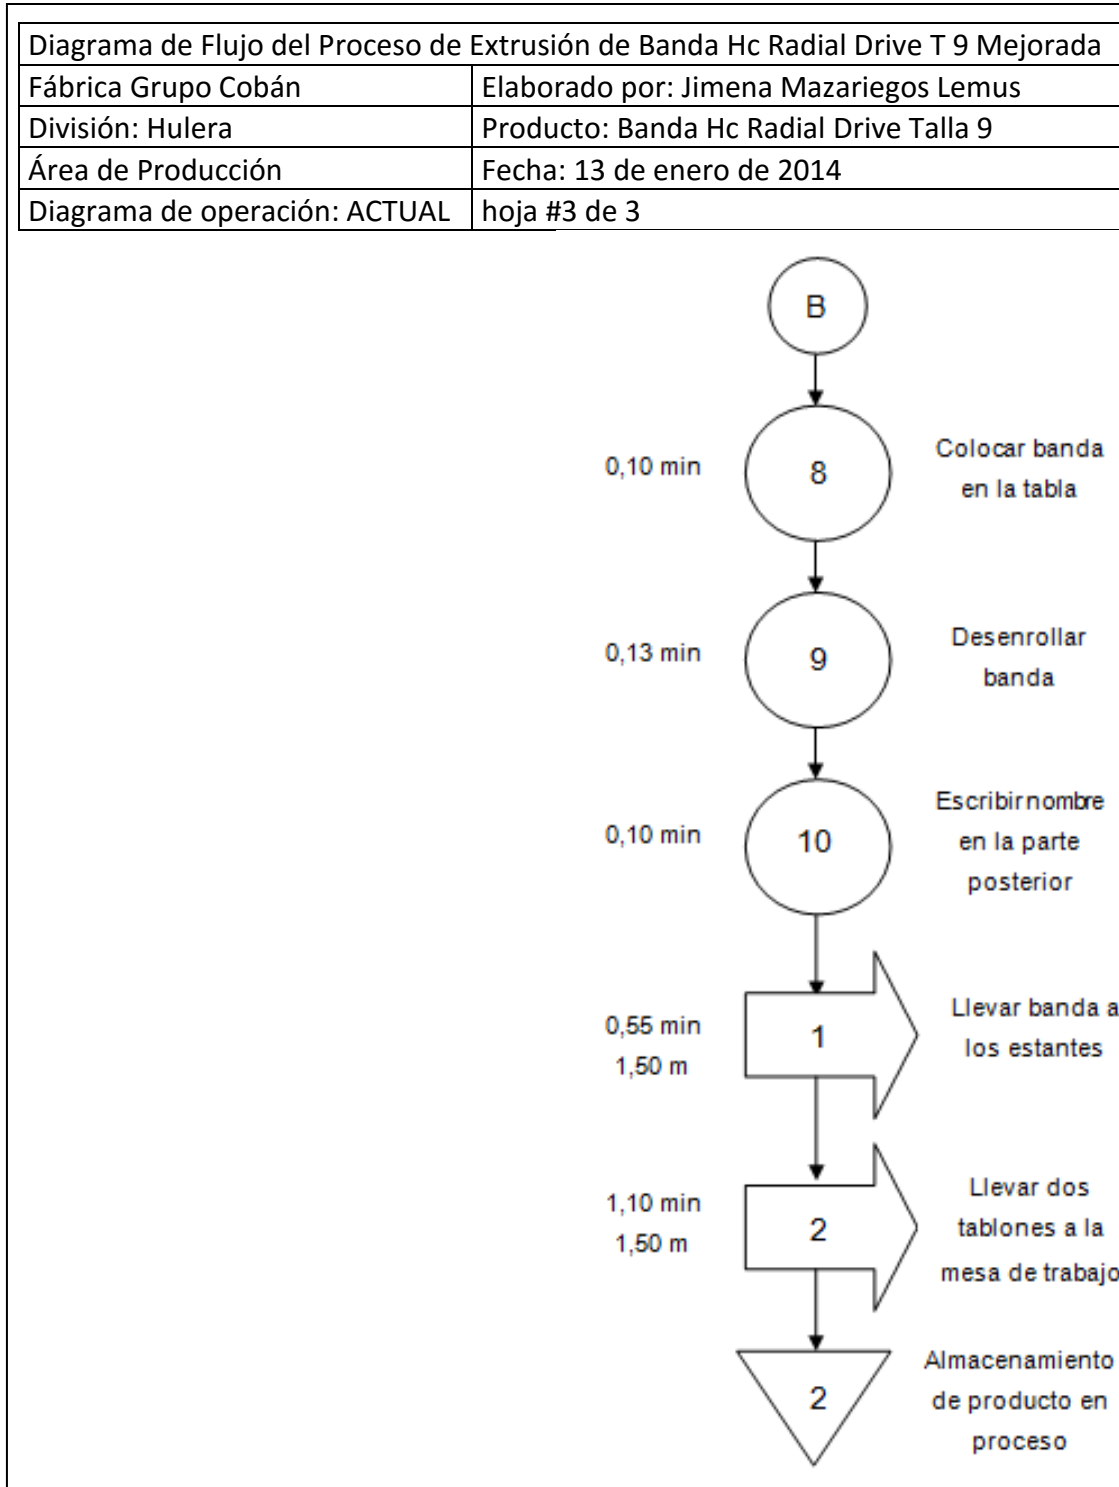 Diagrama de Flujo del Proceso de Extrusión de Banda Hc Radial Drive T 9 Mejorada
Fábrica Grupo Cobán
Elaborado por: Jimena Mazariegos Lemus
División: Hulera
Producto: Banda Hc Radial Drive Talla 9
Área de Producción
Fecha: 13 de enero de 2014
Diagrama de operación: ACTUAL
hoja #3 de 3
B
0,10 min
8
Colocar banda
en la tabla
0,13 min
9
Desenrollar
banda
0,10 min
10
Escribir nombre
en la parte
posterior
0,55 min
1,50 m
1
Llevar banda a
los estantes
1,10 min
1,50 m
2
Llevar dos
tablones a la
mesa de trabajo
2
Almacenamiento
de producto en
proceso